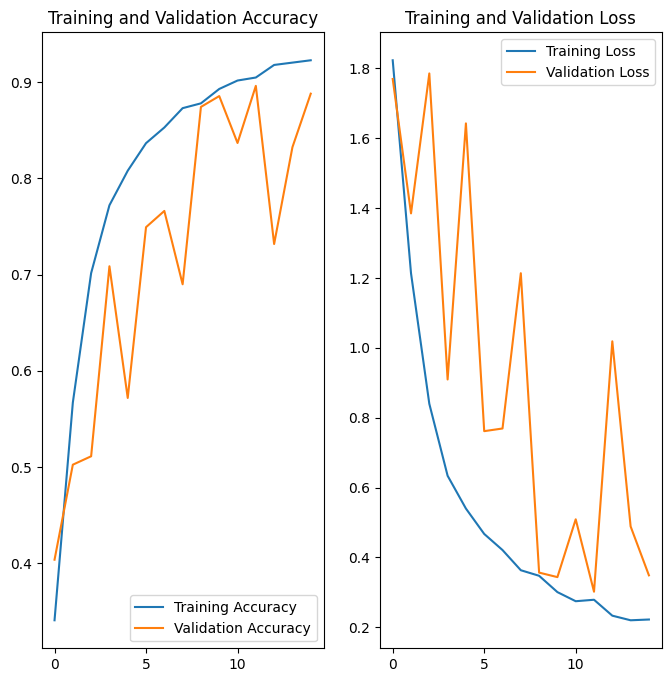 Training and Validation Accuracy
0.9
0.8
0.7
0.6
0.5
0.4
Training Accuracy
Validation Accuracy
0 5 10
Training and Validation Loss
Training Loss
Validation Loss
1.8
1.6
1.4
1.2
1.0
0.8
0.6
0.4
0.2
0 5 10